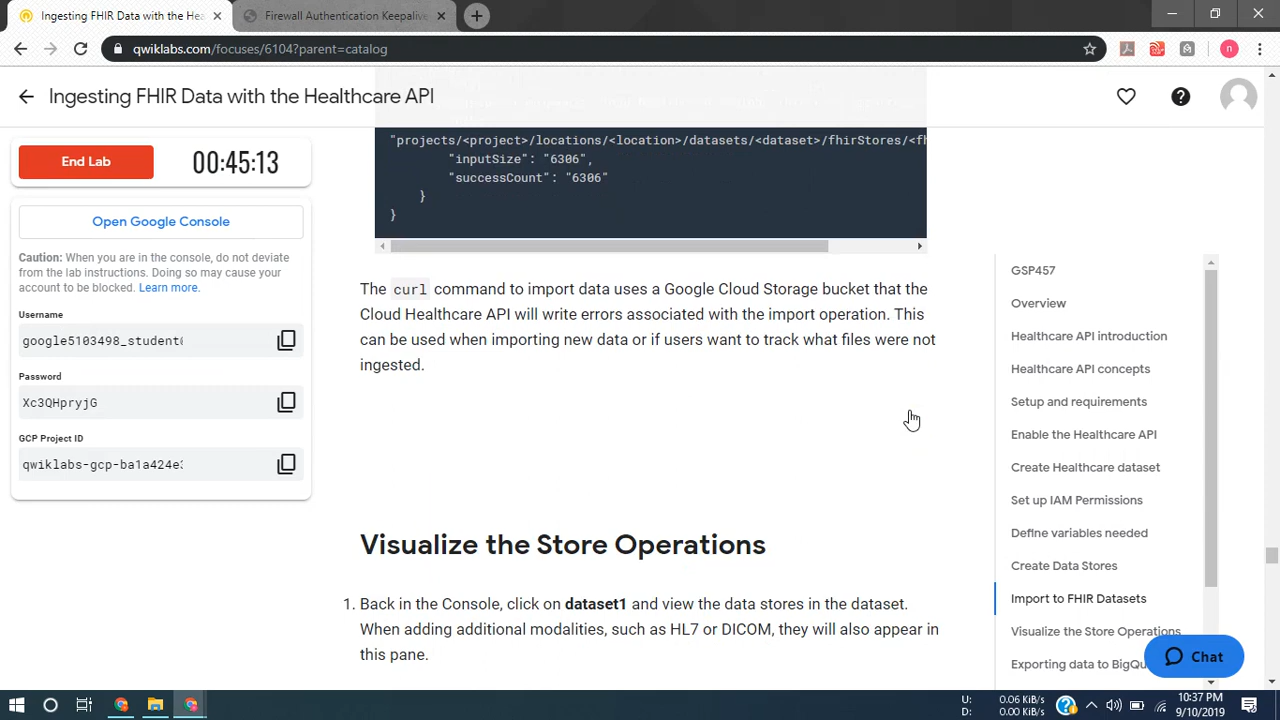 Ingesting FHIR Data with the Hea
Firewall Authentication Keepalive
qwiklabs.com/focuses/6104?parent=catalog
Ingesting FHIR Data with the Healthcare API
End Lab
00:45:13
Open Google Console
Caution: When you are in the console, do not deviate
from the lab instructions. Doing so may cause your
account to be blocked. Learn more.
Username
google5103498_student
Password
Xc3QHpryjG
GCP Project ID
qwiklabs-gcp-ba1a424e
"projects/<project>/locations/<location>/datasets/<dataset>/fhirStores/<fh
"inputSize": "6306",
"successCount": "6306"
}
}
The curl command to import data uses a Google Cloud Storage bucket that the
Cloud Healthcare API will write errors associated with the import operation. This
can be used when importing new data or if users want to track what files were not
ingested.
Visualize the Store Operations
1. Back in the Console, click on dataset1 and view the data stores in the dataset.
When adding additional modalities, such as HL7 or DICOM, they will also appear in
this pane.
GSP457
Overview
Healthcare API introduction
Healthcare API concepts
Setup and requirements
Enable the Healthcare API
Create Healthcare dataset
Set up IAM Permissions
Define variables needed
Create Data Stores
Import to FHIR Datasets
Visualize the Store Operations
Exporting data to BigQu
Chat
U: 0.06 KiB/s
D: 0.00 KiB/s
10:37 PM
9/10/2019